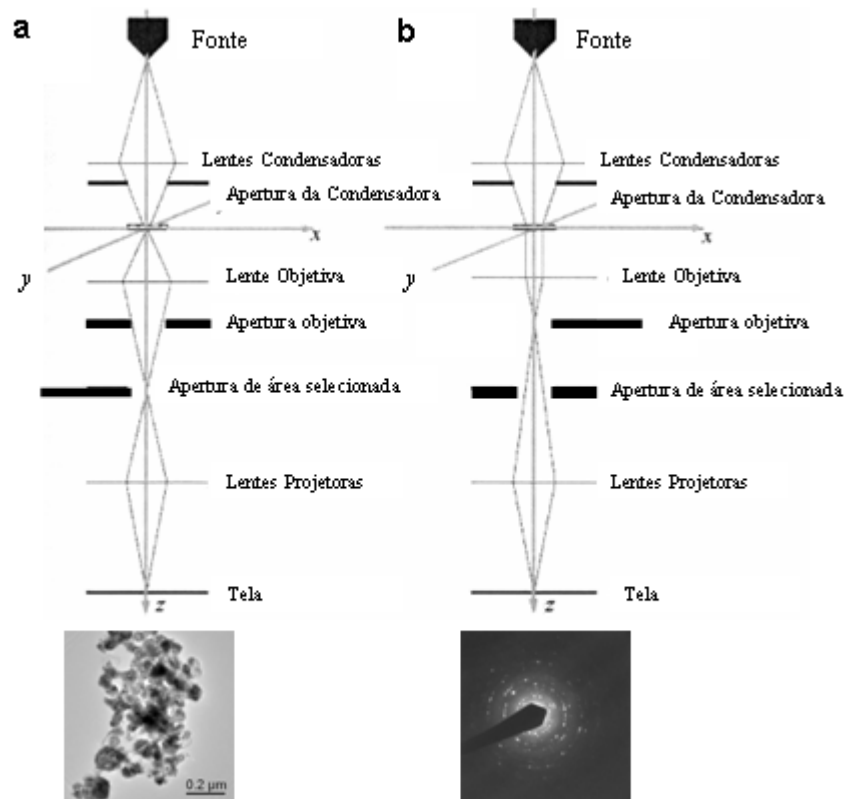 a
Fonte
Lentes Condensadoras
Apertura da Condensadora
x
y
Lente Objetiva
Apertura objetiva
Apertura de área selecionada
Lentes Projetoras
Tela
z
0.2 µm
b
Fonte
Lentes Condensadoras
Apertura da Condensadora
x
y
Lente Objetiva
Apertura objetiva
Apertura de área selecionada
Lentes Projetoras
Tela
z